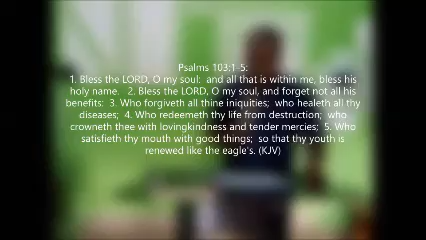 Psalms 103:1-5:
1. Bless the LORD, O my soul:  and all that is within me, bless his
holy name.   2. Bless the LORD, O my soul, and forget not all his
benefits:  3. Who forgiveth all thine iniquities;  who healeth all thy
diseases;  4. Who redeemeth thy life from destruction;  who
crowneth thee with lovingkindness and tender mercies;  5. Who
satisfieth thy mouth with good things;  so that thy youth is
renewed like the eagle's. (KJV)